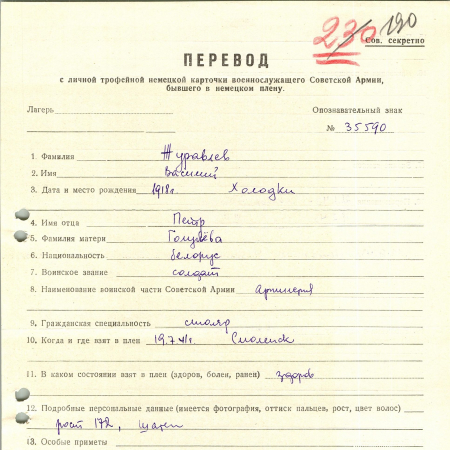 230 190
Сов. секретно
ПЕРЕВОД
с личной трофейной немецкой карточки военнослужащего Советской Армии,
бывшего в немецком плену.
Лагерь Опознавательный знак
№ 35590
1. Фамилия Журавлев
2. Имя Василий
3. Дата и место рождения 1918г. Холодки
4. Имя отца Петр
5. Фамилия матери Голубева
6. Национальность белорус
7. Воинское звание солдат
8. Наименование воинской части Советской Армии Артиллерия
9. Гражданская специальность столяр
10. Когда и где взят в плен 19.7.41г. Смоленск
11. В каком состоянии взят в плен (здоров, болен, ранен) здоров
12. Подробные персональные данные (имеется фотография, оттиск пальцев, рост, цвет волос)
рост 172,
13. Особые приметы